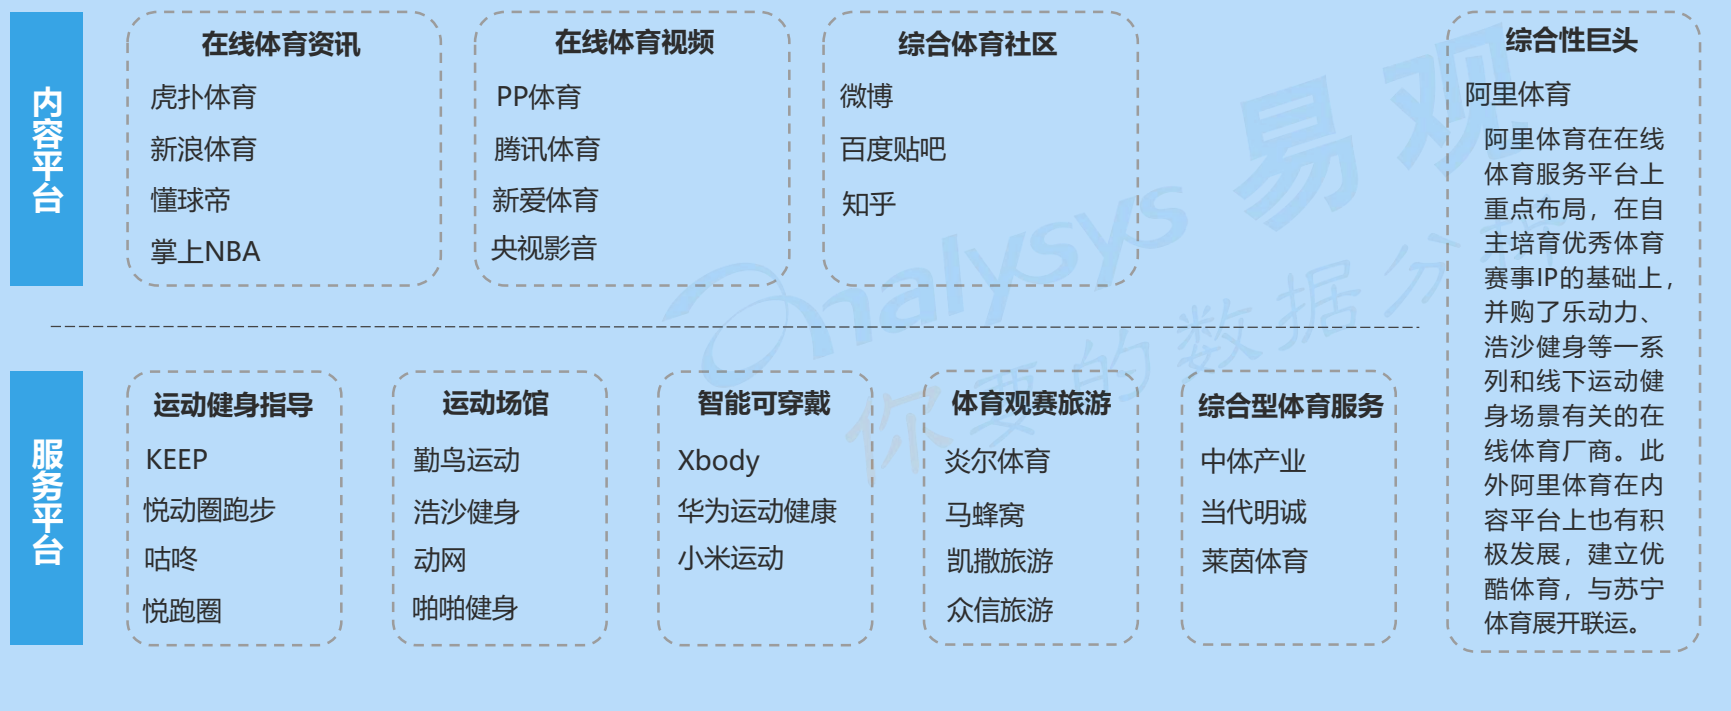 内容平台
在线体育资讯
虎扑体育
新浪体育
懂球帝
掌上NBA
在线体育视频
PP体育
腾讯体育
新爱体育
央视影音
综合体育社区
微博
百度贴吧
知乎
服务平台
运动健身指导
KEEP
悦动圈跑步
咕咚
悦跑圈
运动场馆
勤鸟运动
浩沙健身
动网
啪啪健身
智能可穿戴
Xbody
华为运动健康
小米运动
体育观赛旅游
炎尔体育
马蜂窝
凯撒旅游
众信旅游
综合型体育服务
中体产业
当代明诚
莱茵体育
综合性巨头
阿里体育
阿里体育在在线
体育服务平台上
重点布局，在自
主培育优秀体育
赛事IP的基础上，
并购了乐动力、
浩沙健身等一系
列和线下运动健
身场景有关的在
线体育厂商。此
外阿里体育在内
容平台上也有积
极发展，建立优
酷体育，与苏宁
体育展开联运。
analysys 易观
你要的数据分析